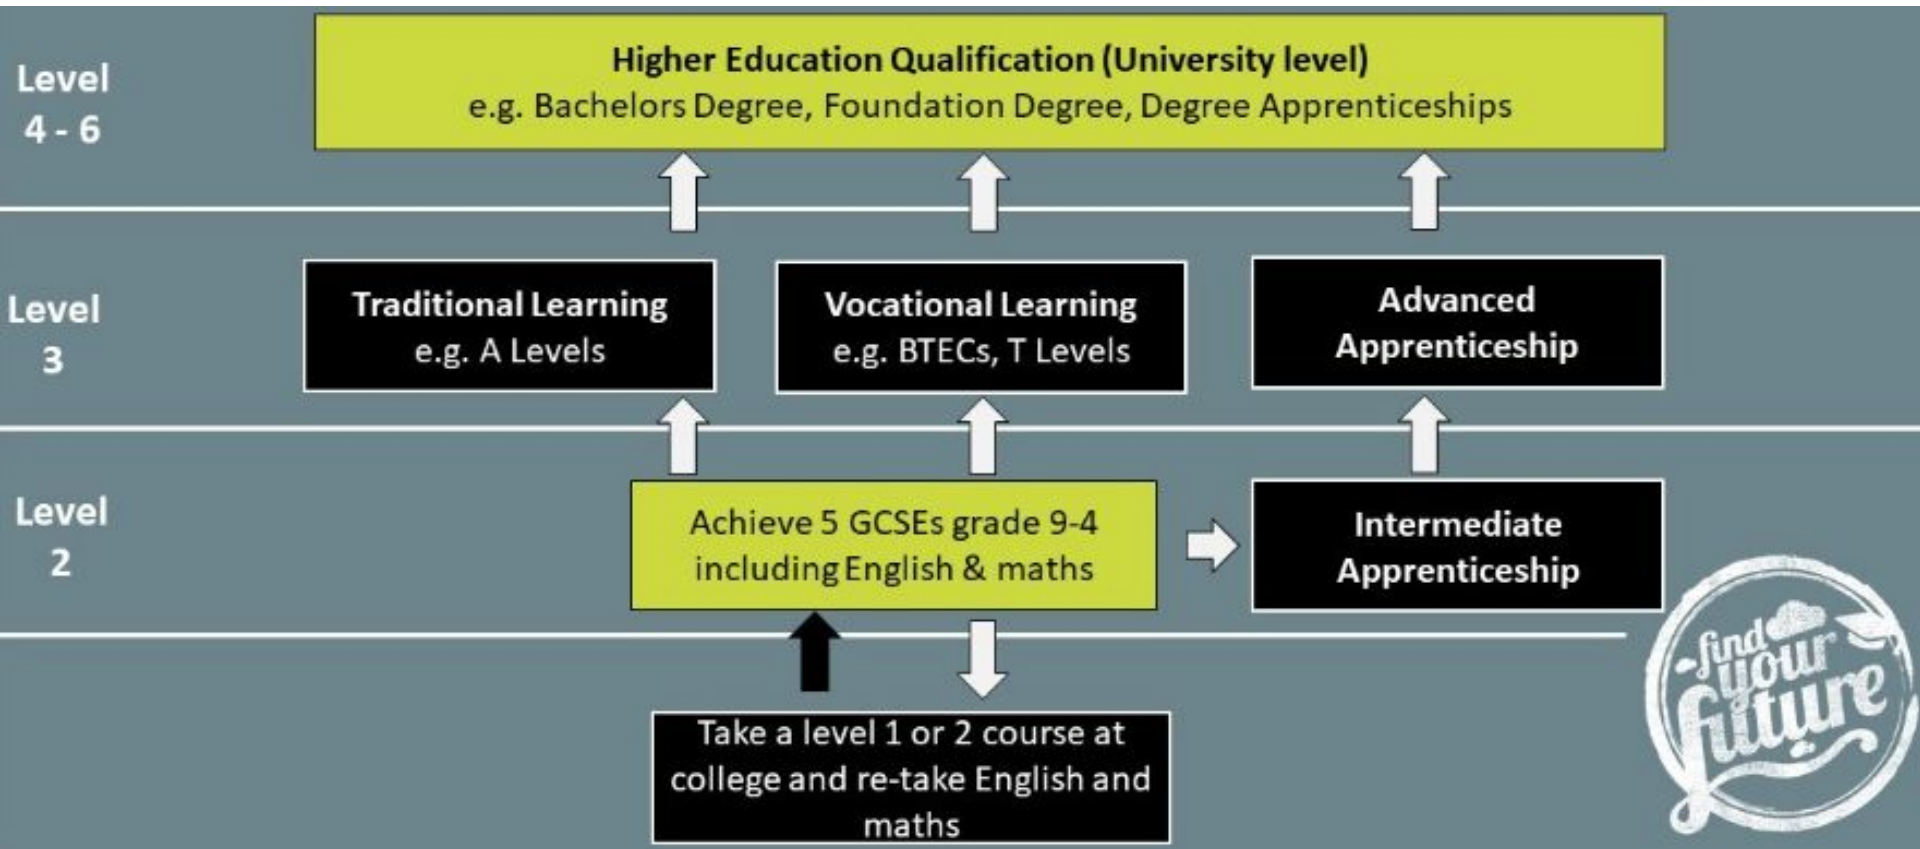 Level
4 - 6
Higher Education Qualification (University level)
e.g. Bachelors Degree, Foundation Degree, Degree Apprenticeships
Level
3
Traditional Learning
e.g. A Levels
Vocational Learning
e.g. BTECs, T Levels
Advanced
Apprenticeship
Level
2
Achieve 5 GCSEs grade 9-4
including English & maths
Intermediate
Apprenticeship
Take a level 1 or 2 course at
college and re-take English and
maths
find
your
future